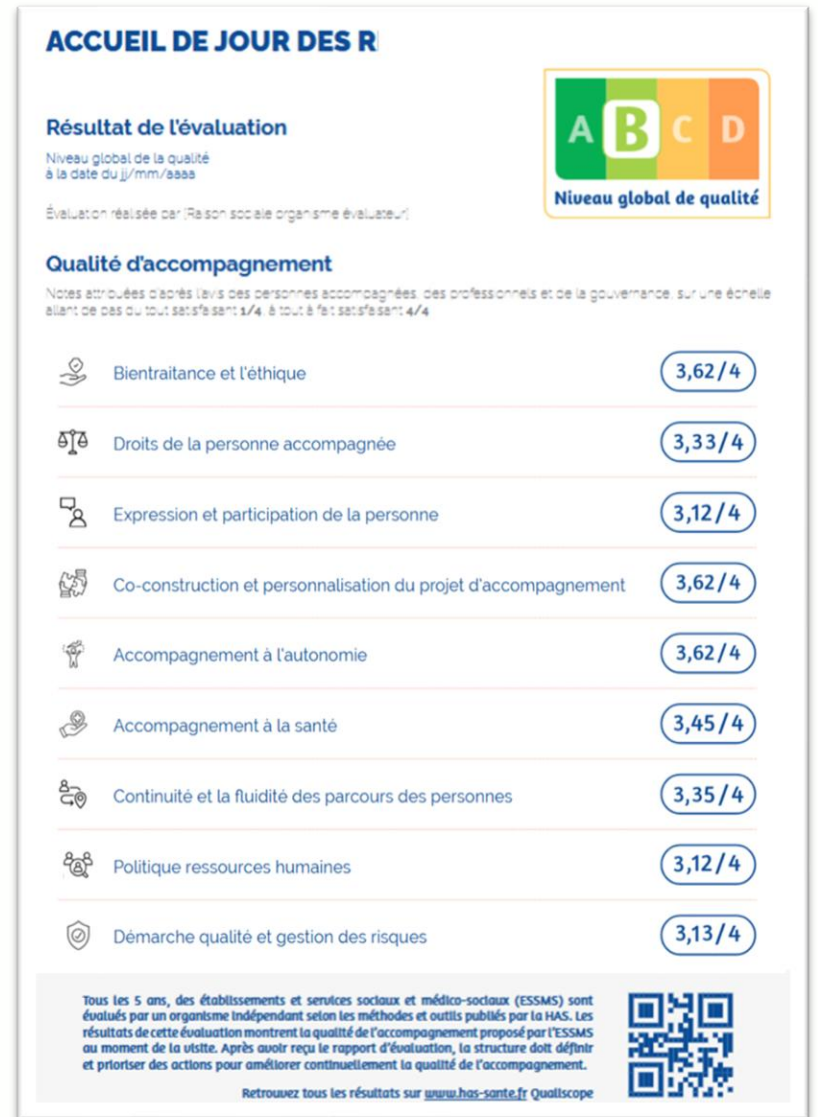 ACCUEIL DE JOUR DES R
Résultat de l'évaluation
Niveau global de la qualité
à la date du jj/mm/aaaa
Évaluation réalisée par [Raison sociale organisme évaluateur]
A B C D
Niveau global de qualité
Qualité d'accompagnement
Notes attribuées d'après l'avis des personnes accompagnées, des professionnels et de la gouvernance, sur une échelle
allant de pas du tout satisfaisant 1/4, à tout à fait satisfaisant 4/4
Bientraitance et l'éthique 3,62/4
Droits de la personne accompagnée 3,33/4
Expression et participation de la personne 3,12/4
Co-construction et personnalisation du projet d'accompagnement 3,62/4
Accompagnement à l'autonomie 3,62/4
Accompagnement à la santé 3,45/4
Continuité et la fluidité des parcours des personnes 3,35/4
Politique ressources humaines 3,12/4
Démarche qualité et gestion des risques 3,13/4
Tous les 5 ans, des établissements et services sociaux et médico-sociaux (ESSMS) sont
évalués par un organisme indépendant selon les méthodes et outils publiés par la HAS. Les
résultats de cette évaluation montrent la qualité de l'accompagnement proposé par l'ESSMS
au moment de la visite. Après avoir reçu le rapport d'évaluation, la structure doit définir
et prioriser des actions pour améliorer continuellement la qualité de l'accompagnement.
Retrouvez tous les résultats sur www.has-sante.fr Qualiscope